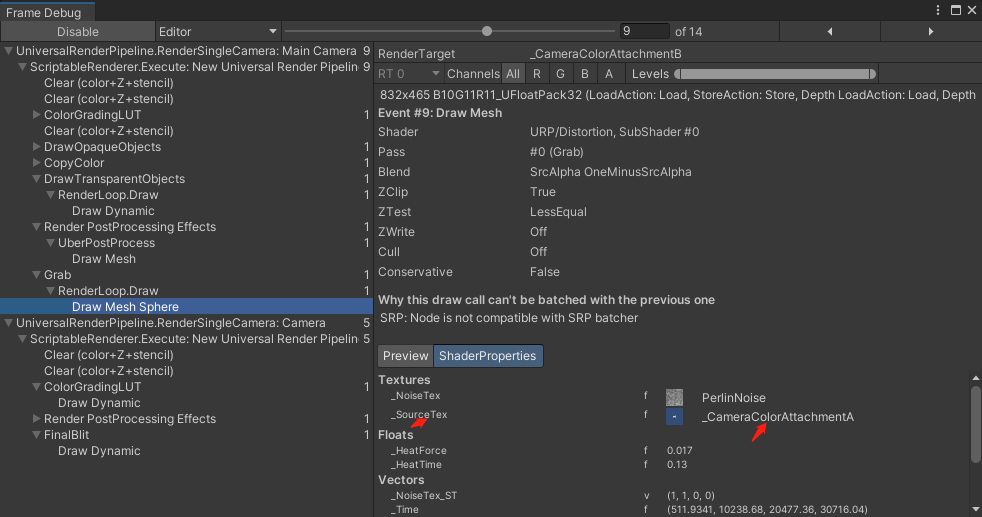 Frame Debug
Disable Editor 9 of 14
UniversalRenderPipeline.RenderSingleCamera: Main Camera 9
ScriptableRenderer.Execute: New Universal Render Pipelin 9
Clear (color+Z+stencil)
Clear (color+Z+stencil)
ColorGradingLUT 1
Clear (color+Z+stencil)
DrawOpaqueObjects 1
CopyColor 1
DrawTransparentObjects 1
RenderLoop.Draw 1
Draw Dynamic
Render PostProcessing Effects 1
UberPostProcess 1
Draw Mesh
Grab 1
RenderLoop.Draw 1
Draw Mesh Sphere
UniversalRenderPipeline.RenderSingleCamera: Camera 5
ScriptableRenderer.Execute: New Universal Render Pipelin 5
Clear (color+Z+stencil)
Clear (color+Z+stencil)
ColorGradingLUT 1
Draw Dynamic
Render PostProcessing Effects 1
FinalBlit 1
Draw Dynamic
RenderTarget _CameraColorAttachmentB
RT 0 Channels All R G B A Levels
832x465 B10G11R11_UFloatPack32 (LoadAction: Load, StoreAction: Store, Depth LoadAction: Load, Depth
Event #9: Draw Mesh
Shader URP/Distortion, SubShader #0
Pass #0 (Grab)
Blend SrcAlpha OneMinusSrcAlpha
ZClip True
ZTest LessEqual
ZWrite Off
Cull Off
Conservative False
Why this draw call can't be batched with the previous one
SRP: Node is not compatible with SRP batcher
Preview ShaderProperties
Textures
_NoiseTex f PerlinNoise
_SourceTex f _CameraColorAttachmentA
Floats
_HeatForce f 0.017
_HeatTime f 0.13
Vectors
_NoiseTex_ST v (1, 1, 0, 0)
_Time f (511.9341, 10238.68, 20477.36, 30716.04)